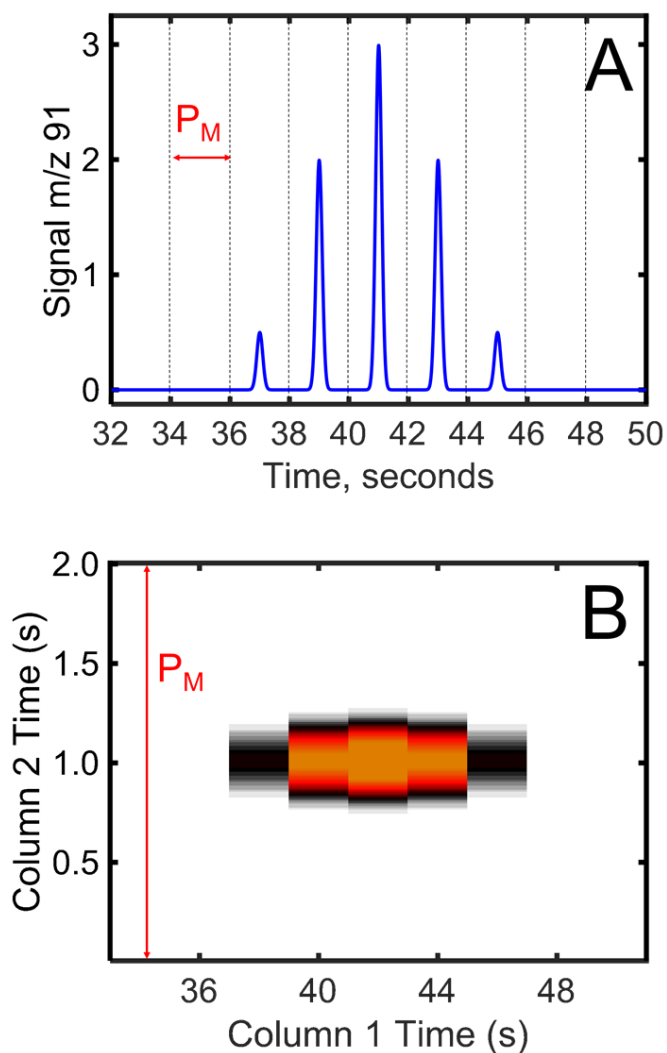 A
3
2
1
0
Signal m/z 91
P_M
32 34 36 38 40 42 44 46 48 50
Time, seconds
B
2.0
1.5
1.0
0.5
Column 2 Time (s)
P_M
36 40 44 48
Column 1 Time (s)